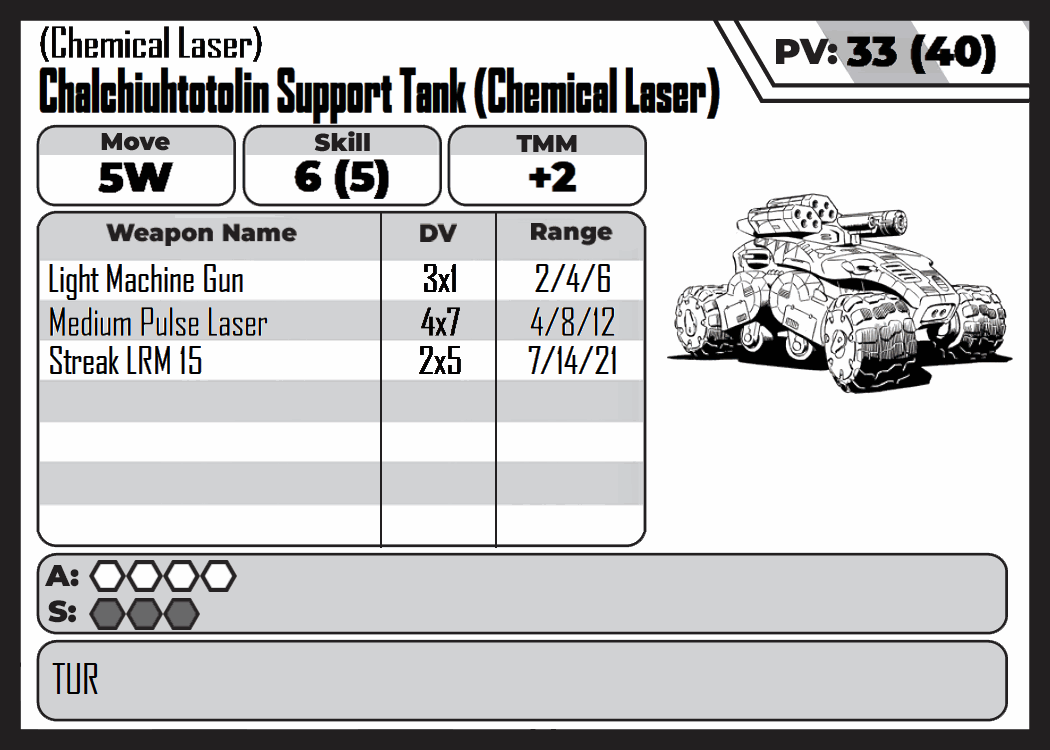 (Chemical Laser)
Chalchiuhtotolin Support Tank (Chemical Laser)
PV: 33 (40)
Move Skill TMM
5W 6 (5) +2
Weapon Name DV Range
Light Machine Gun 3x1 2/4/6
Medium Pulse Laser 4x7 4/8/12
Streak LRM 15 2x5 7/14/21
A:
S:
TUR